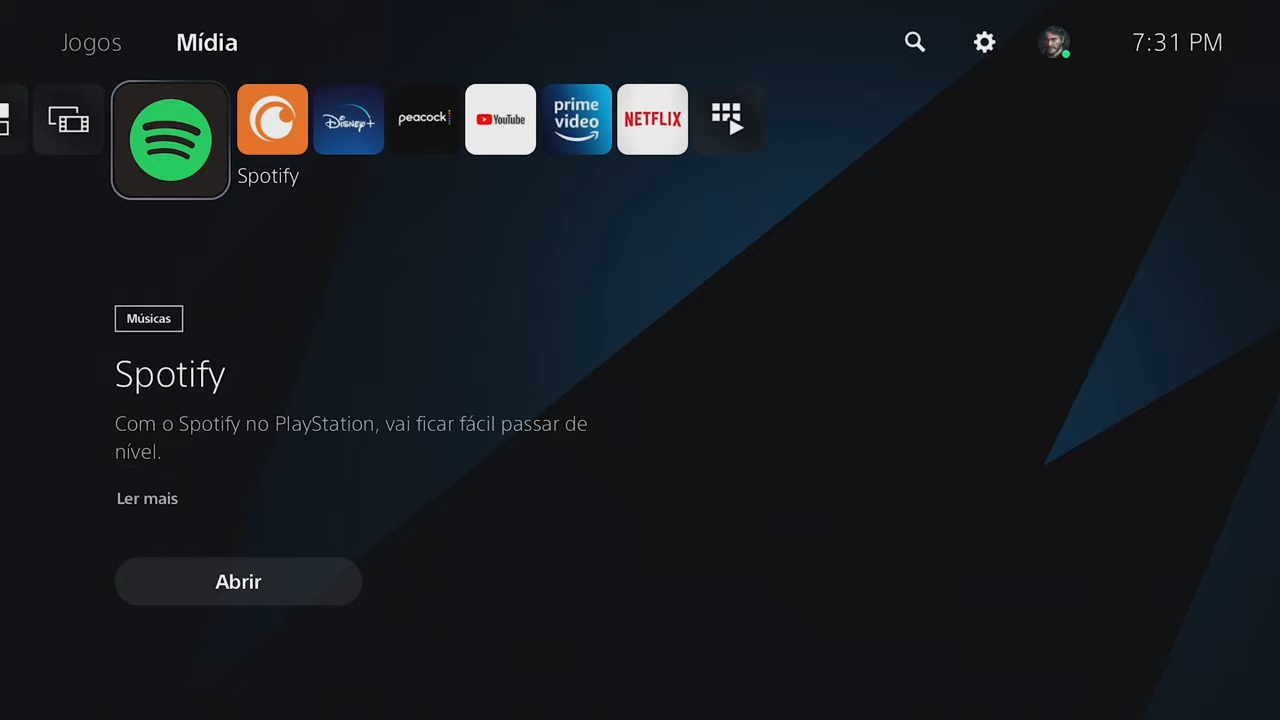 Jogos Mídia 7:31 PM
Disney+ peacock YouTube prime video NETFLIX
Spotify
Músicas
Spotify
Com o Spotify no PlayStation, vai ficar fácil passar de
nível.
Ler mais
Abrir